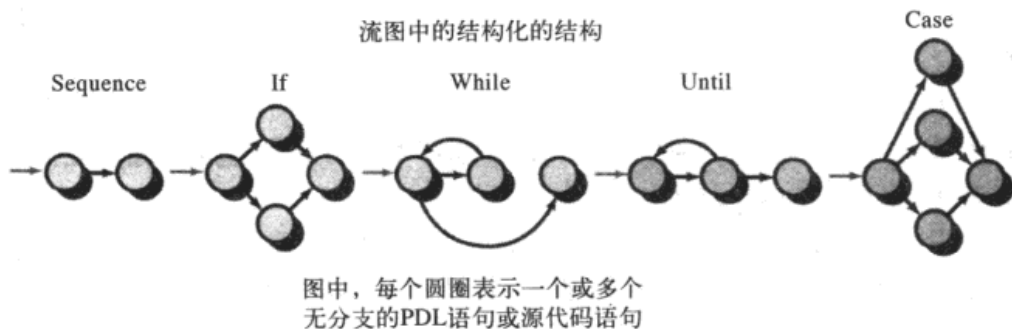 流图中的结构化的结构
Case
Sequence
If
While
Until
图中，每个圆圈表示一个或多个
无分支的PDL语句或源代码语句